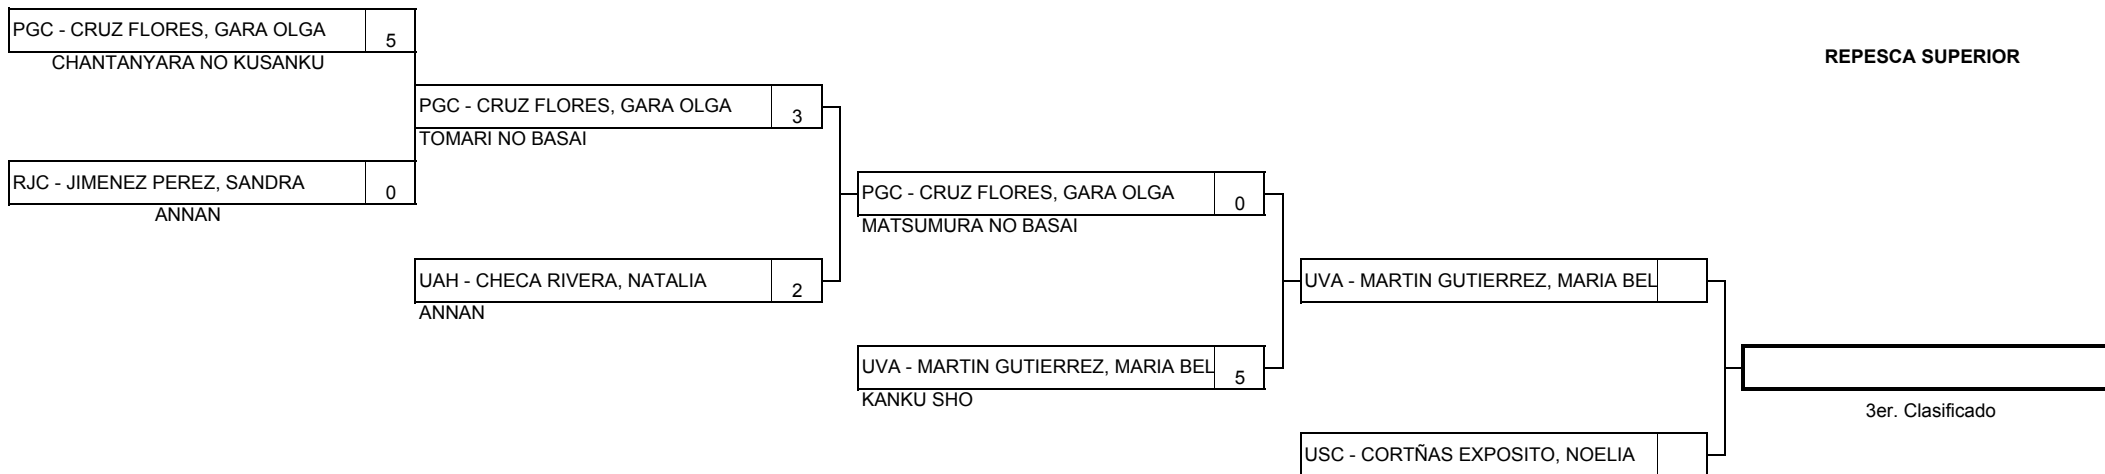 PGC - CRUZ FLORES, GARA OLGA 5
CHANTANYARA NO KUSANKU
REPESCA SUPERIOR
PGC - CRUZ FLORES, GARA OLGA 3
TOMARI NO BASAI
RJC - JIMENEZ PEREZ, SANDRA 0
ANNAN
PGC - CRUZ FLORES, GARA OLGA 0
MATSUMURA NO BASAI
UAH - CHECA RIVERA, NATALIA 2
ANNAN
UVA - MARTIN GUTIERREZ, MARIA BEL
UVA - MARTIN GUTIERREZ, MARIA BEL 5
KANKU SHO
3er. Clasificado
USC - CORTÑAS EXPOSITO, NOELIA